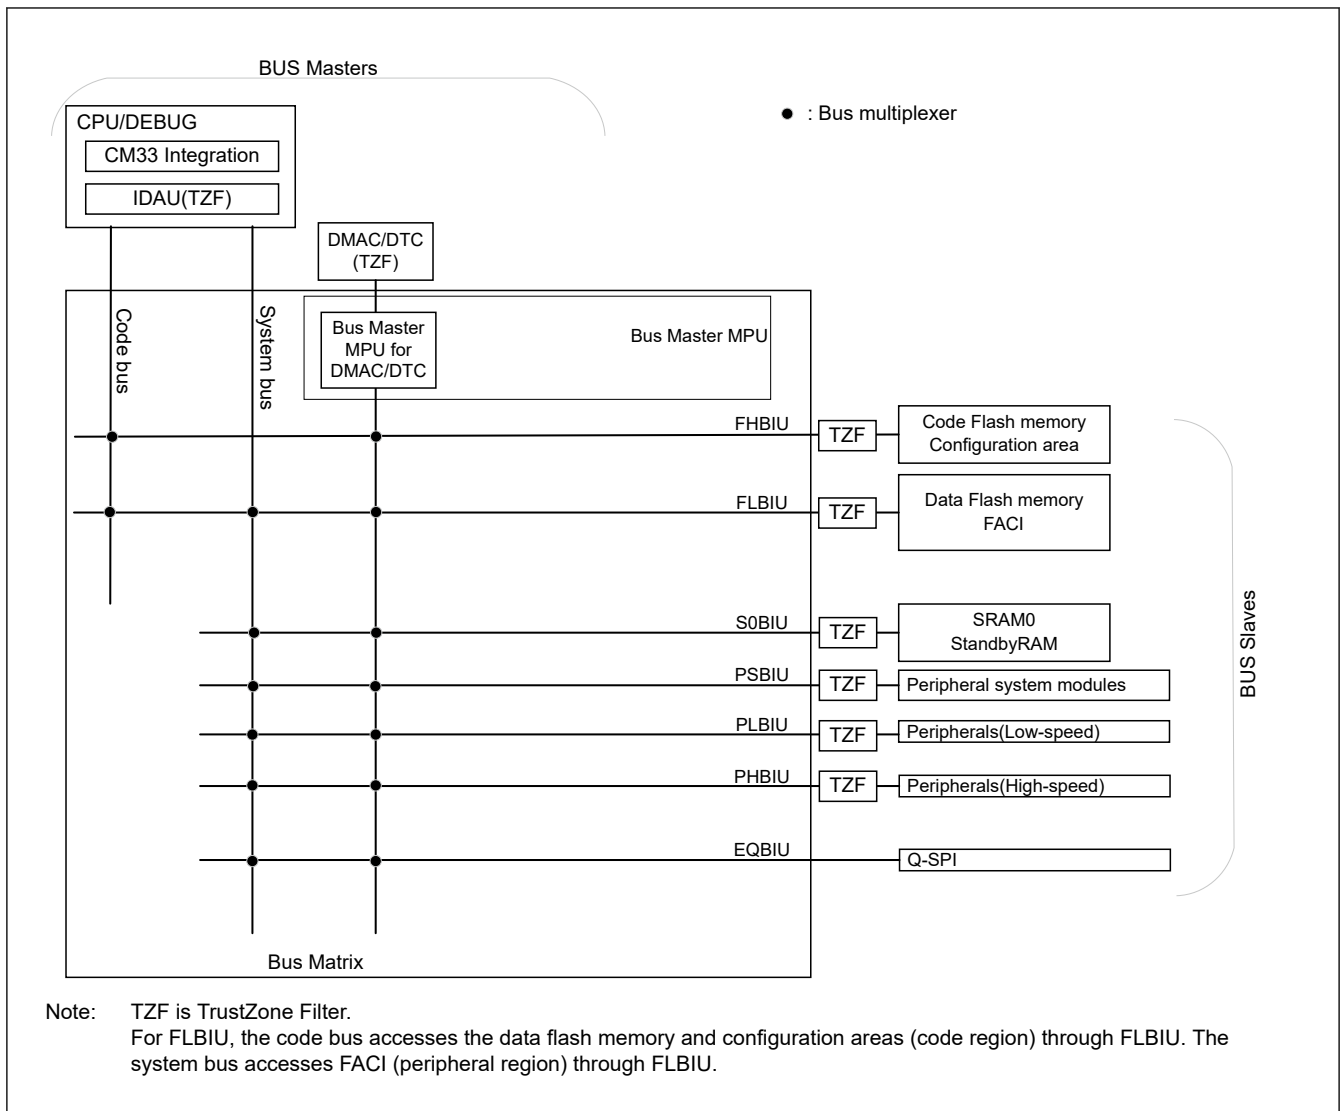 BUS Masters
● : Bus multiplexer
CPU/DEBUG
CM33 Integration
IDAU(TZF)
DMAC/DTC
(TZF)
Code bus
System bus
Bus Master
MPU for
DMAC/DTC
Bus Master MPU
FHBIU
TZF
Code Flash memory
Configuration area
FLBIU
TZF
Data Flash memory
FACI
S0BIU
TZF
SRAM0
StandbyRAM
PSBIU
TZF
Peripheral system modules
PLBIU
TZF
Peripherals(Low-speed)
PHBIU
TZF
Peripherals(High-speed)
EQBIU
Q-SPI
BUS Slaves
Bus Matrix
Note: TZF is TrustZone Filter.
For FLBIU, the code bus accesses the data flash memory and configuration areas (code region) through FLBIU. The
system bus accesses FACI (peripheral region) through FLBIU.